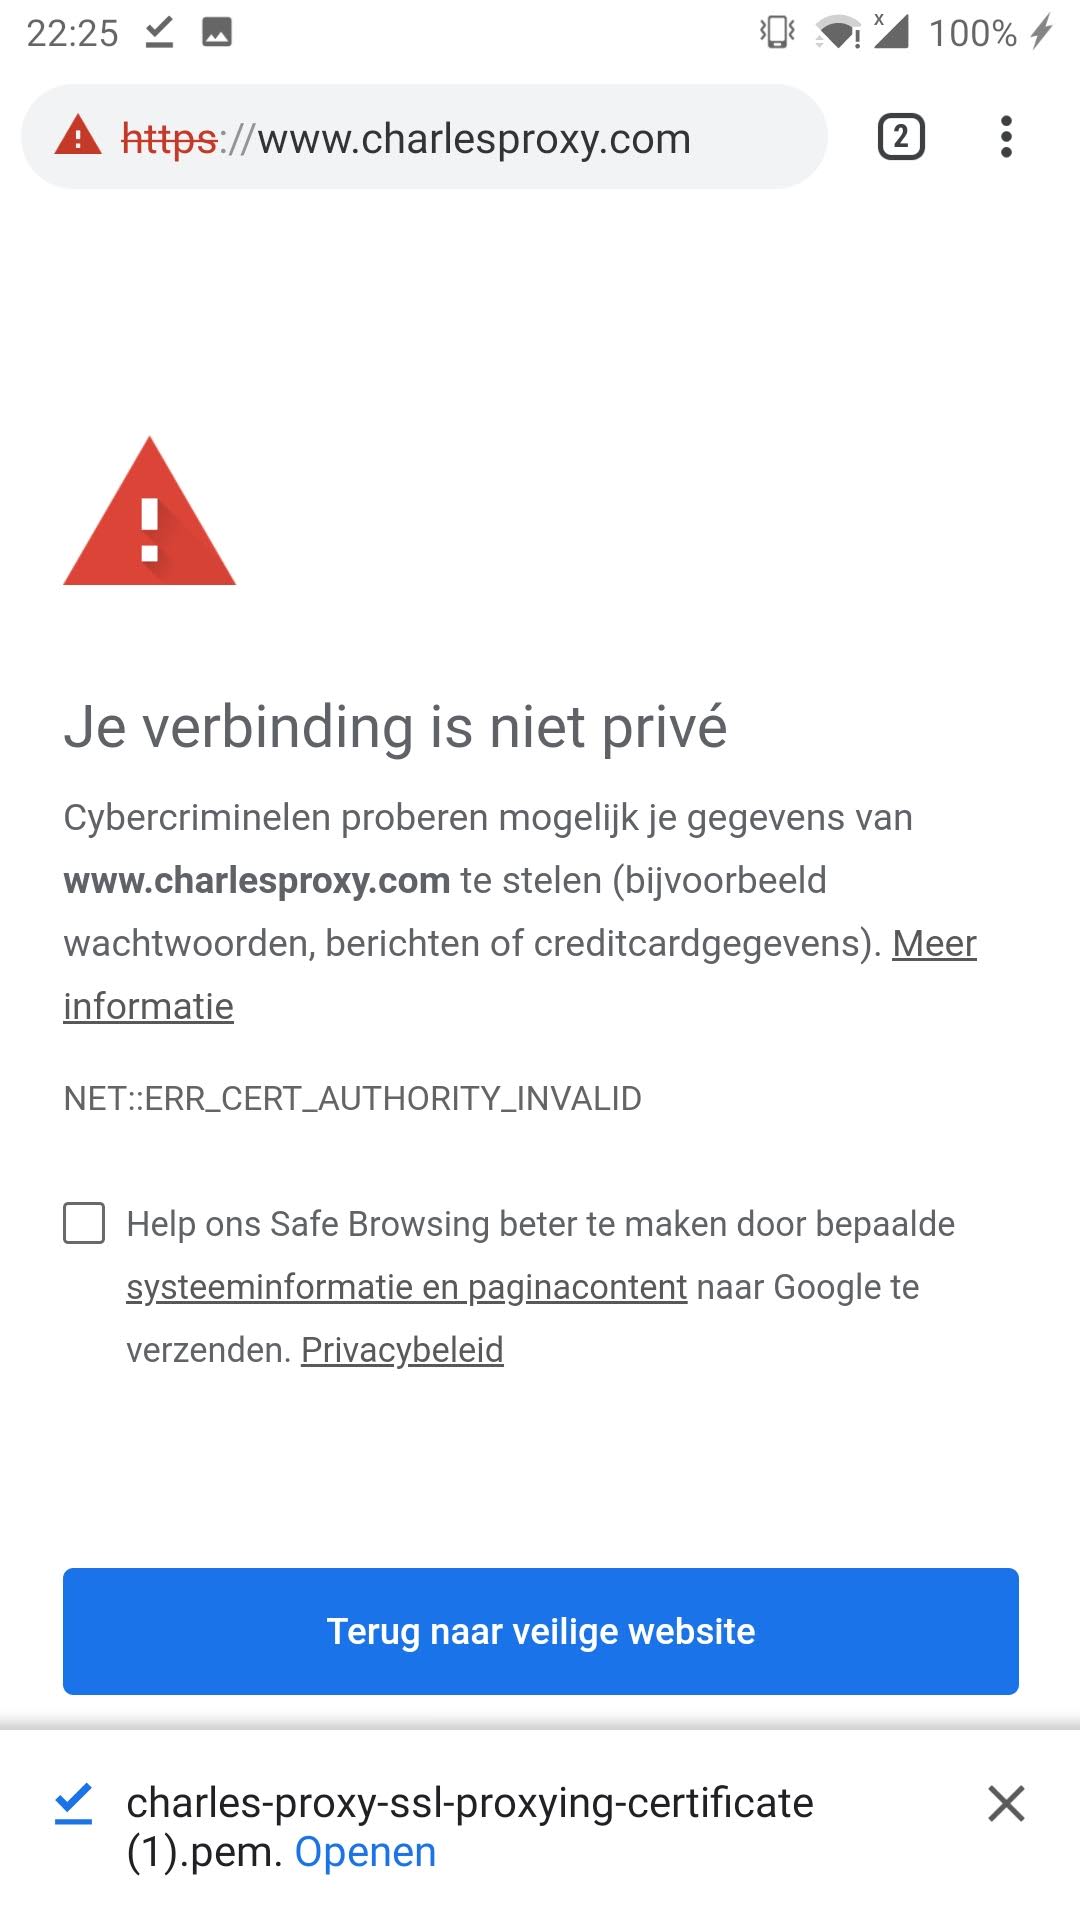 22:25
x 100%
https://www.charlesproxy.com
2
Je verbinding is niet privé
Cybercriminelen proberen mogelijk je gegevens van
www.charlesproxy.com te stelen (bijvoorbeeld
wachtwoorden, berichten of creditcardgegevens). Meer
informatie
NET::ERR_CERT_AUTHORITY_INVALID
Help ons Safe Browsing beter te maken door bepaalde
systeeminformatie en paginacontent naar Google te
verzenden. Privacybeleid
Terug naar veilige website
charles-proxy-ssl-proxying-certificate
(1).pem. Openen